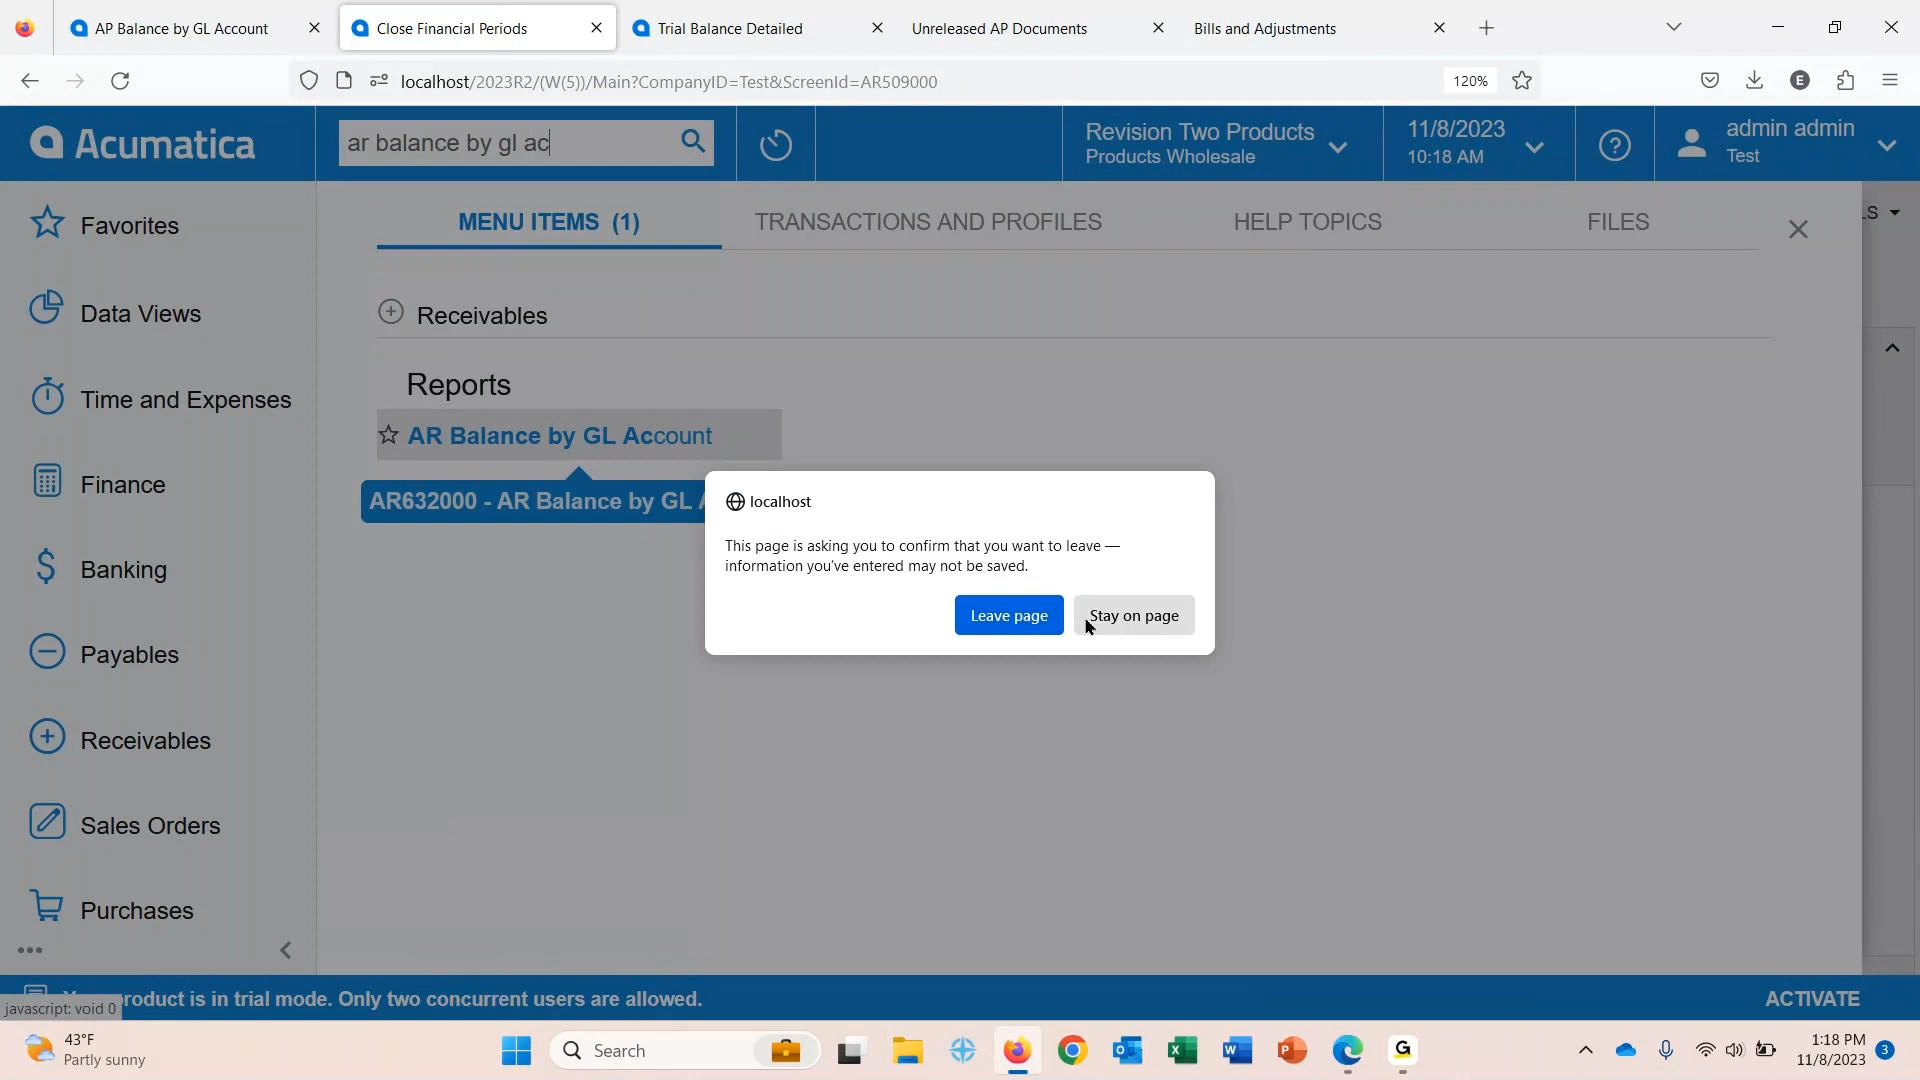 AP Balance by GL Account
Close Financial Periods
Trial Balance Detailed
Unreleased AP Documents
Bills and Adjustments
localhost/2023R2/(W(5))/Main?CompanyID=Test&ScreenId=AR509000
120%
E
Acumatica
ar balance by gl ac
Revision Two Products
Products Wholesale
11/8/2023
10:18 AM
admin admin
Test
Favorites
Data Views
Time and Expenses
Finance
Banking
Payables
Receivables
Sales Orders
Purchases
MENU ITEMS (1)
TRANSACTIONS AND PROFILES
HELP TOPICS
FILES
LS
Receivables
Reports
AR Balance by GL Account
AR632000 - AR Balance by GL
localhost
This page is asking you to confirm that you want to leave —
information you've entered may not be saved.
Leave page
Stay on page
roduct is in trial mode. Only two concurrent users are allowed.
ACTIVATE
javascript: void 0
43°F
Partly sunny
Search
1:18 PM
11/8/2023
3